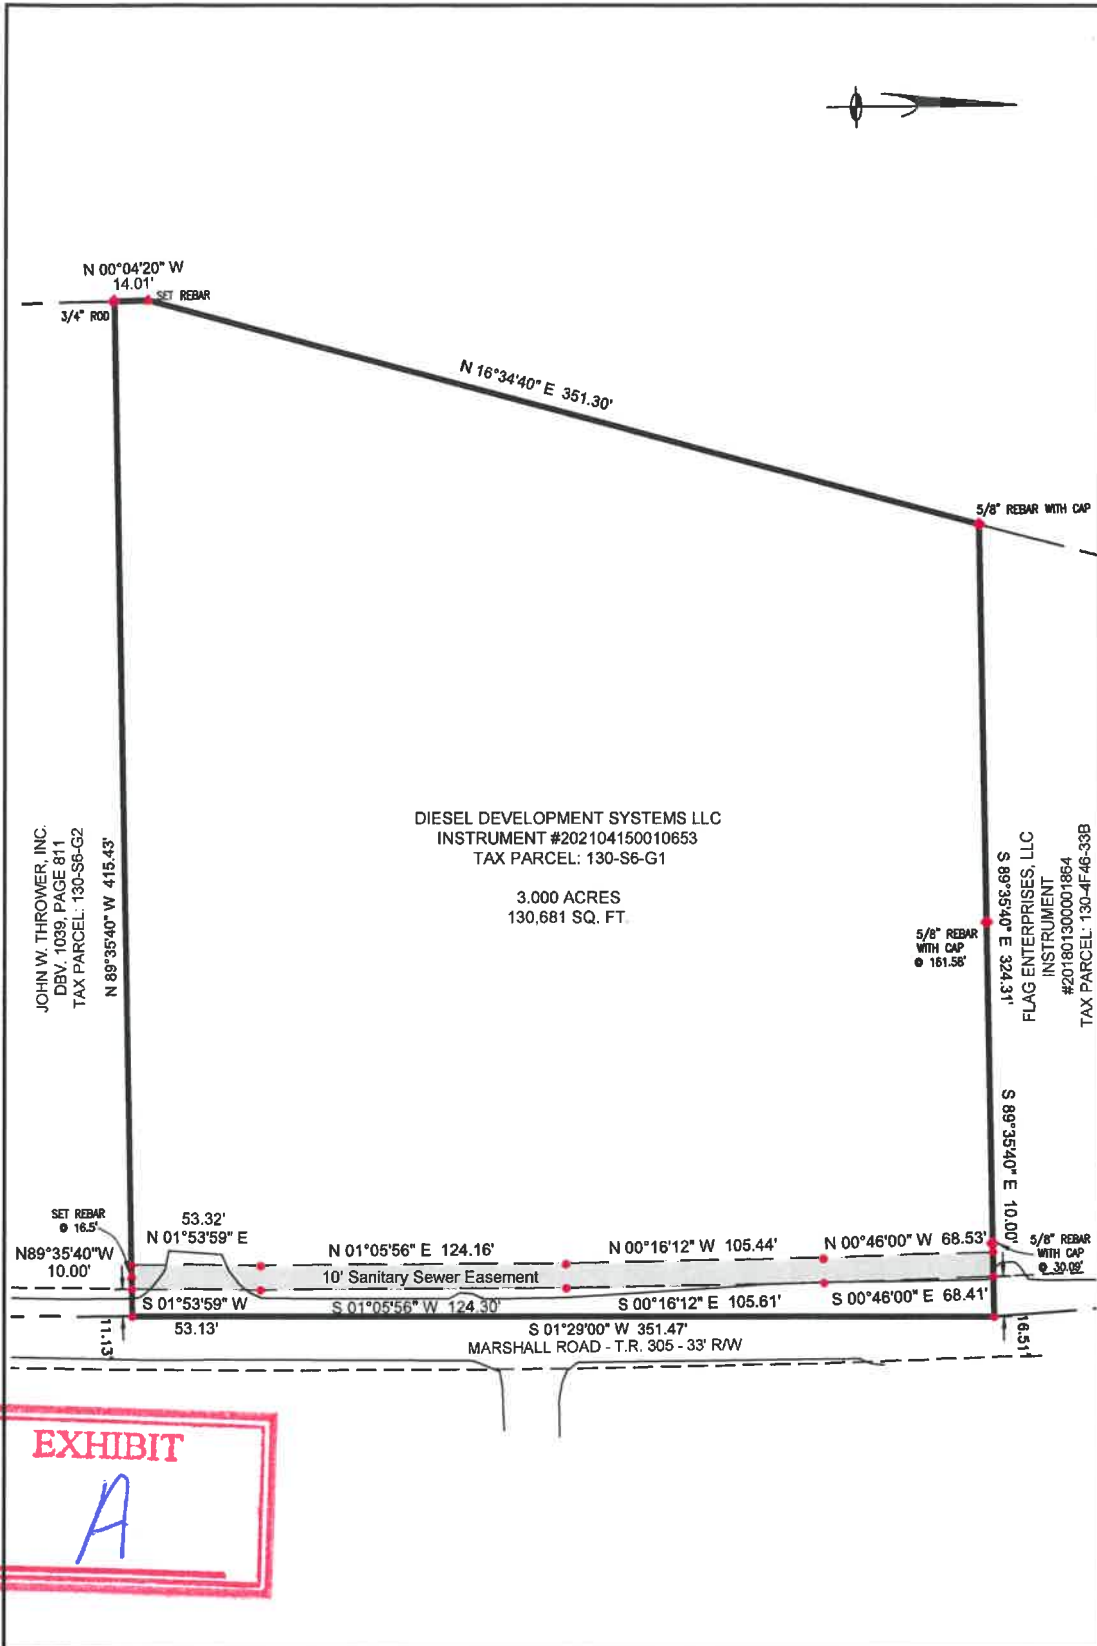 N 00°04'20" W
14.01'
SET REBAR
3/4" ROD
N 16°34'40" E 351.30'
5/8" REBAR WITH CAP
DIESEL DEVELOPMENT SYSTEMS LLC
INSTRUMENT #202104150010653
TAX PARCEL: 130-S6-G1
3.000 ACRES
130,681 SQ. FT.
JOHN W. THROWER, INC.
DBV. 1039, PAGE 811
TAX PARCEL: 130-S6-G2
N 89°35'40" W 415.43'
5/8" REBAR
WITH CAP
@ 161.58'
S 89°35'40" E 324.31'
FLAG ENTERPRISES, LLC
INSTRUMENT
#201801300001864
TAX PARCEL: 130-4F46-33B
S 89°35'40" E 10.00'
SET REBAR
@ 16.5'
N89°35'40"W
10.00'
53.32'
N 01°53'59" E
N 01°05'56" E 124.16'
N 00°16'12" W 105.44'
N 00°46'00" W 68.53'
5/8" REBAR
WITH CAP
@ 30.09'
10' Sanitary Sewer Easement
S 01°53'59" W
53.13'
S 01°05'56" W 124.30'
S 00°16'12" E 105.61'
S 00°46'00" E 68.41'
11.13'
S 01°29'00" W 351.47'
16.51'
MARSHALL ROAD - T.R. 305 - 33' R/W
EXHIBIT
A